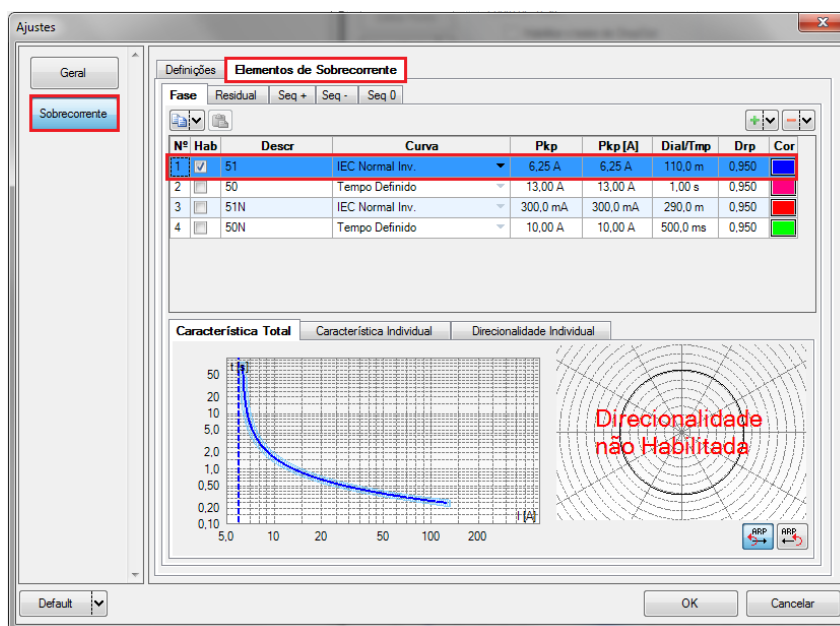 Ajustes
Geral
Sobrecorrente
Definições Elementos de Sobrecorrente
Fase Residual Seq + Seq - Seq 0
Nº Hab Descr Curva Pkp Pkp [A] Dial/Tmp Drp Cor
1 51 IEC Normal Inv. 6,25 A 6,25 A 110,0 m 0,950
2 50 Tempo Definido 13,00 A 13,00 A 1,00 s 0,950
3 51N IEC Normal Inv. 300,0 mA 300,0 mA 290,0 m 0,950
4 50N Tempo Definido 10,00 A 10,00 A 500,0 ms 0,950
Característica Total Característica Individual Direcionalidade Individual
t [s]
50
20
10
5,0
2,0
1,0
0,50
0,20
0,10
I [A]
5,0 10 20 50 100 200
Direcionalidade
não Habilitada
ARP ARP
Default OK Cancelar